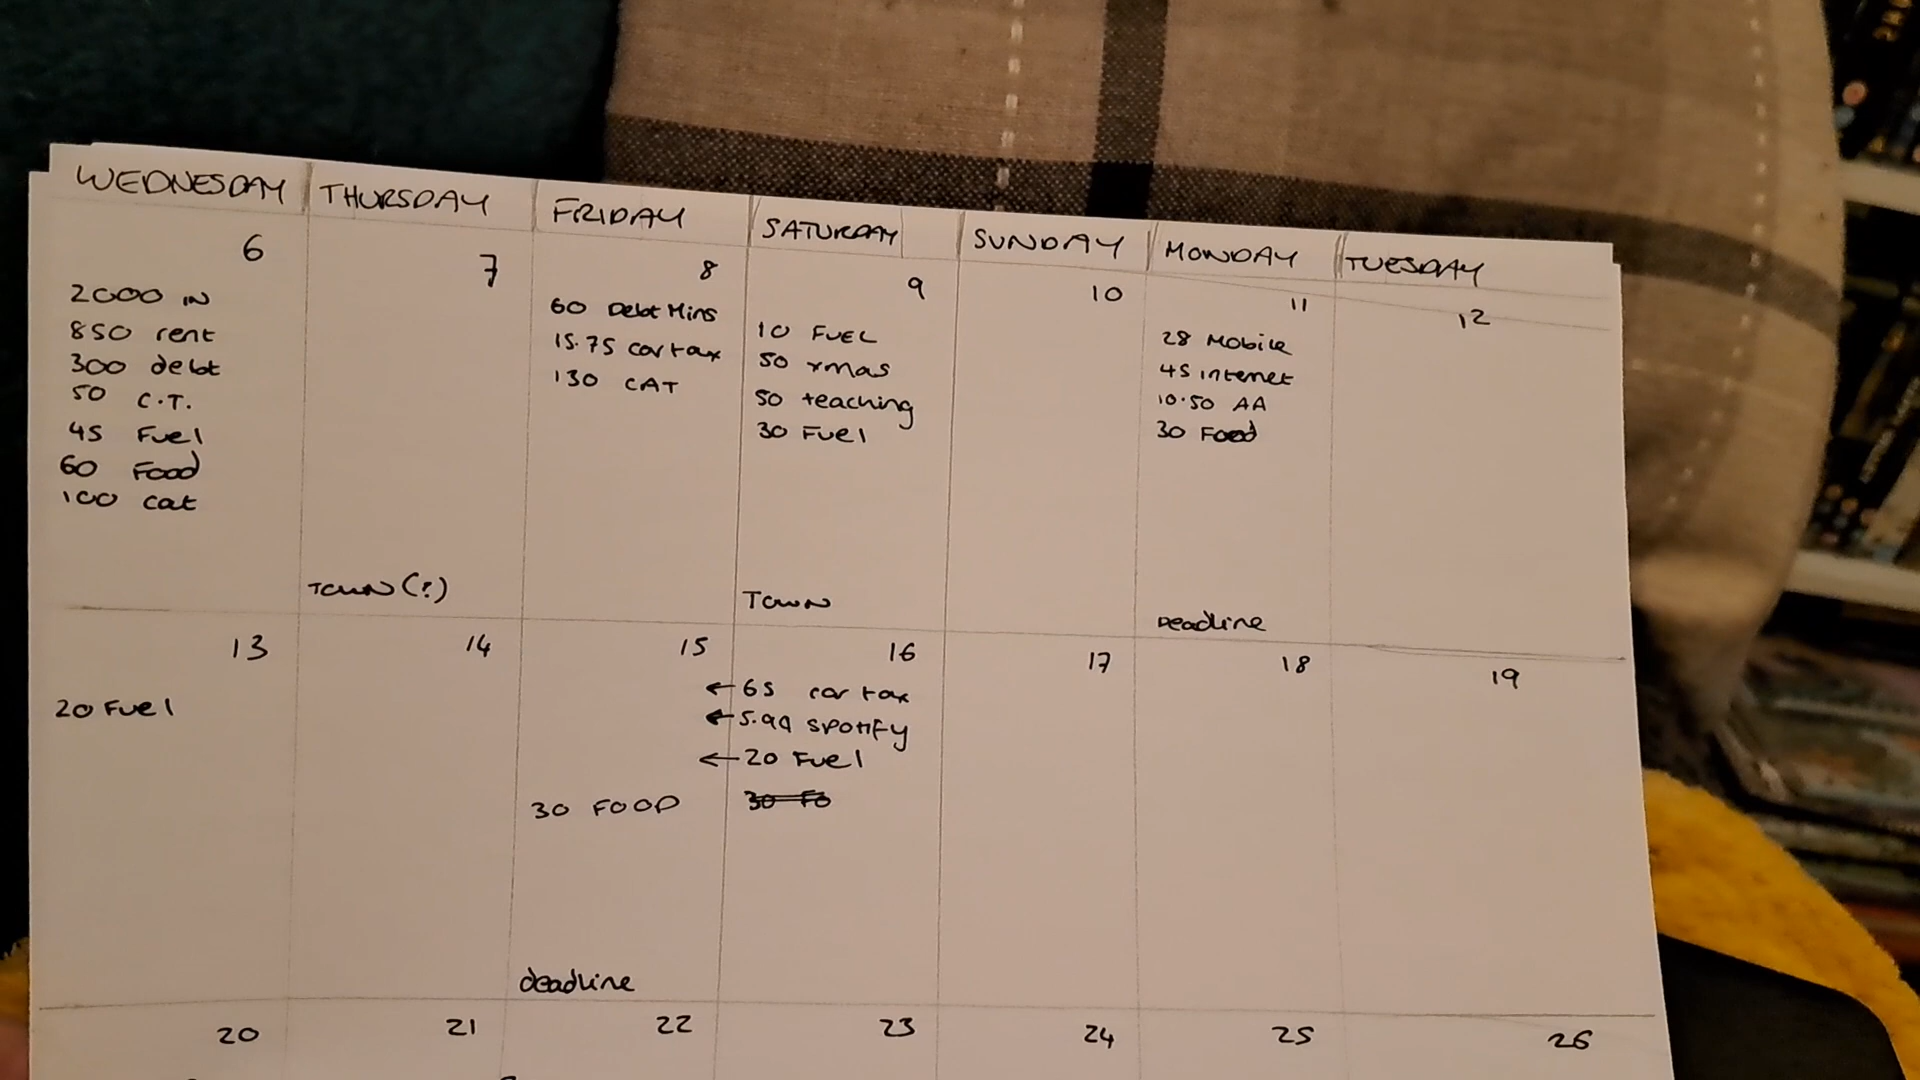 WEDNESDAY THURSDAY FRIDAY SATURDAY SUNDAY MONDAY TUESDAY
6
2000 IN
850 rent
300 debt
50 C.T.
45 Fuel
60 Food
100 cat
7
TOWN (?)
8
60 Debt Mins
15.75 car tax
130 CAT
9
10 FUEL
50 xmas
50 teaching
30 Fuel
TOWN
10
11
28 Mobile
45 internet
10.50 AA
30 Food
Deadline
12
13
20 Fuel
14
15
30 FOOD
deadline
16
← 65 car tax
← 5.99 Spotify
← 20 Fuel
30 Fo
17
18
19
20
21
22
23
24
25
26